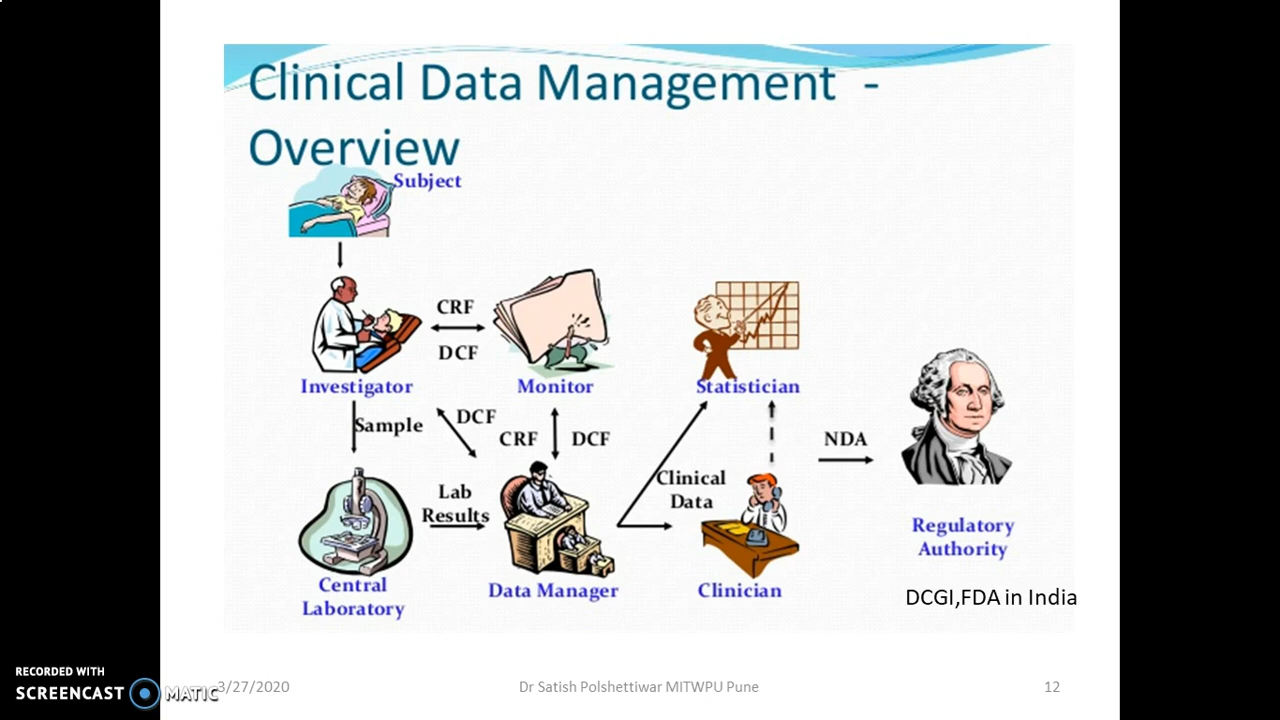 Clinical Data Management -
Overview
Subject
CRF
DCF
Investigator
Monitor
Statistician
Sample
DCF
CRF
DCF
NDA
Lab
Results
Clinical
Data
Central
Laboratory
Data Manager
Clinician
Regulatory
Authority
DCGI,FDA in India
RECORDED WITH
SCREENCAST MATIC
3/27/2020
Dr Satish Polshettiwar MITWPU Pune
12